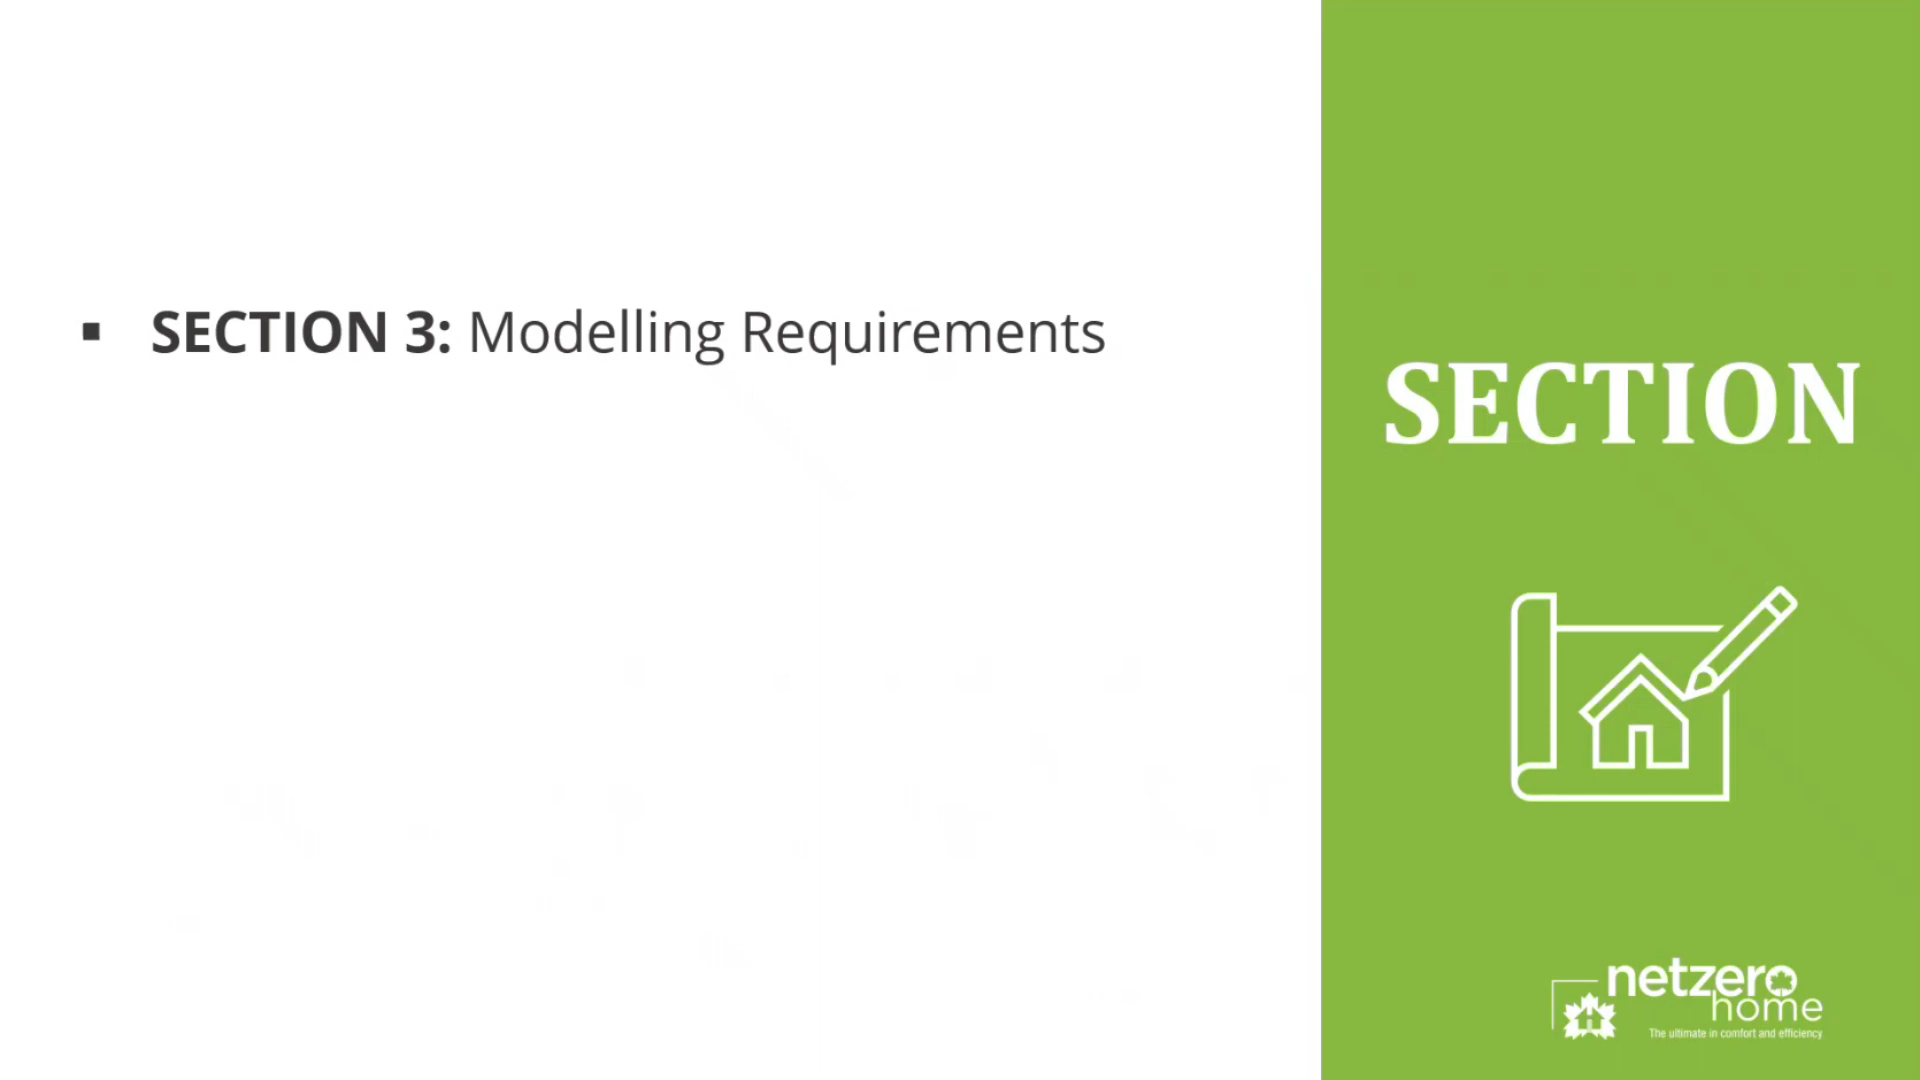 ▪ SECTION 3: Modelling Requirements
SECTION
netzero
home
The ultimate in comfort and efficiency